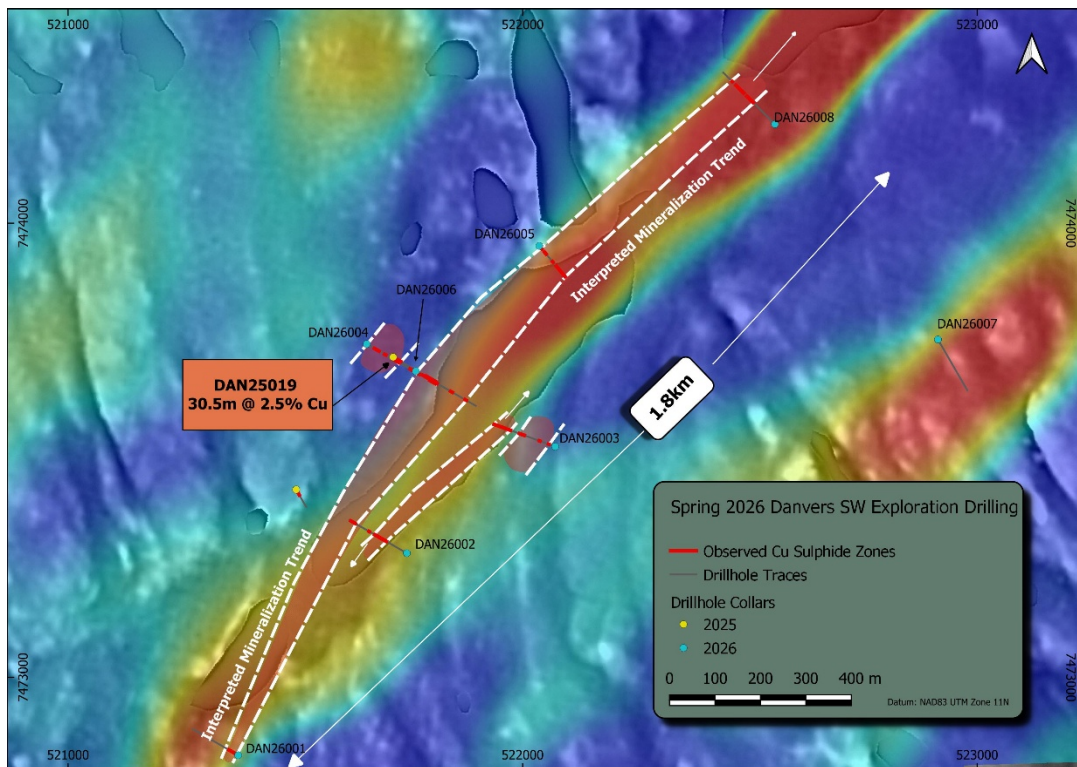 521000
522000
523000
DAN26008
Interpreted Mineralization Trend
7474000
7474000
DAN26005
DAN26006
DAN26004
DAN26007
DAN25019
30.5m @ 2.5% Cu
1.8km
DAN26003
DAN26002
Interpreted Mineralization Trend
Spring 2026 Danvers SW Exploration Drilling
Observed Cu Sulphide Zones
Drillhole Traces
Drillhole Collars
2025
2026
0 100 200 300 400 m
Datum: NAD83 UTM Zone 11N
7473000
7473000
DAN26001
521000
522000
523000